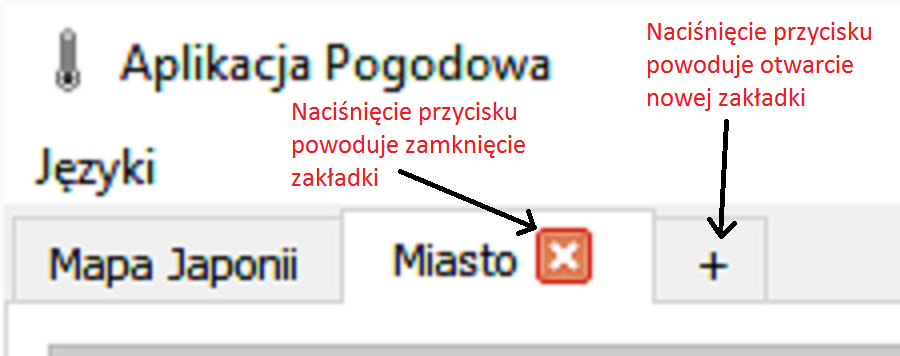 Aplikacja Pogodowa
Naciśnięcie przycisku
powoduje otwarcie
nowej zakładki
Naciśnięcie przycisku
powoduje zamknięcie
zakładki
Języki
Mapa Japonii
Miasto
+